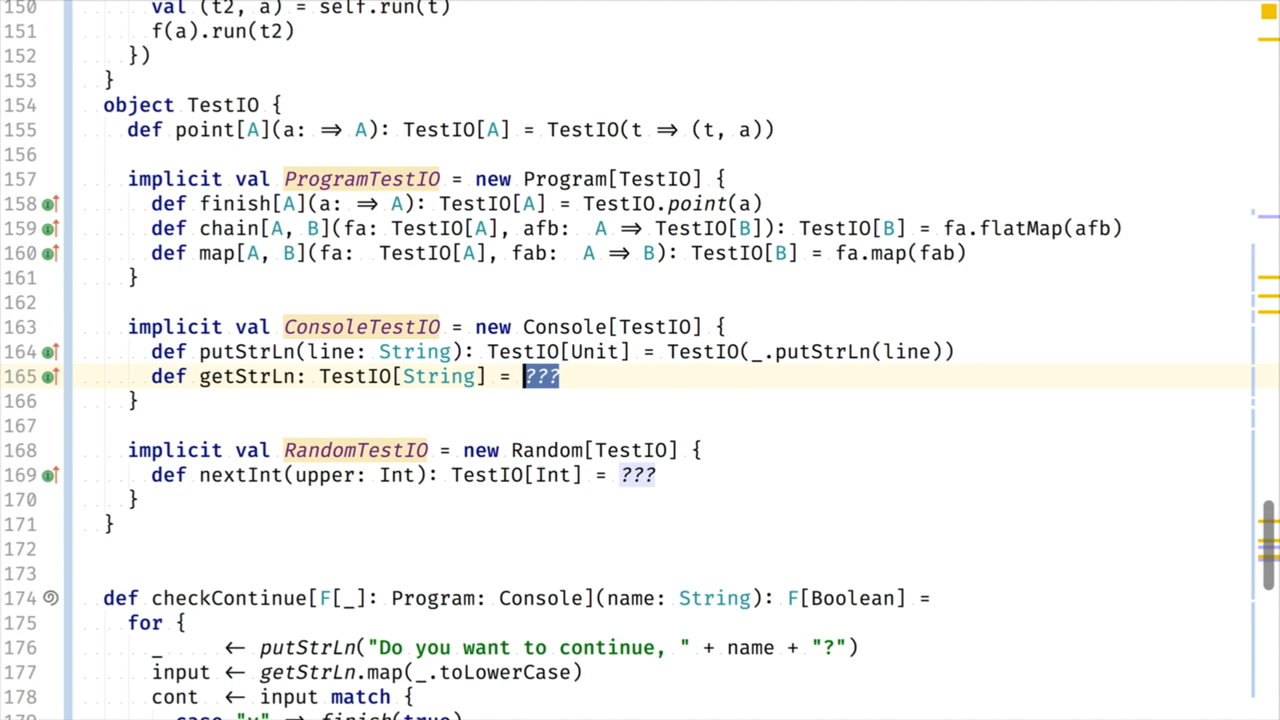 150 val (t2, a) = self.run(t)
151 f(a).run(t2)
152 })
153 }
154 object TestIO {
155 def point[A](a: ⇒ A): TestIO[A] = TestIO(t ⇒ (t, a))
156
157 implicit val ProgramTestIO = new Program[TestIO] {
158 def finish[A](a: ⇒ A): TestIO[A] = TestIO.point(a)
159 def chain[A, B](fa: TestIO[A], afb: A ⇒ TestIO[B]): TestIO[B] = fa.flatMap(afb)
160 def map[A, B](fa: TestIO[A], fab: A ⇒ B): TestIO[B] = fa.map(fab)
161 }
162
163 implicit val ConsoleTestIO = new Console[TestIO] {
164 def putStrLn(line: String): TestIO[Unit] = TestIO(_.putStrLn(line))
165 def getStrLn: TestIO[String] = ???
166 }
167
168 implicit val RandomTestIO = new Random[TestIO] {
169 def nextInt(upper: Int): TestIO[Int] = ???
170 }
171 }
172
173
174 def checkContinue[F[_]: Program: Console](name: String): F[Boolean] =
175 for {
176 _ ← putStrLn("Do you want to continue, " + name + "?")
177 input ← getStrLn.map(_.toLowerCase)
178 cont ← input match {
179 case "y" ⇒ finish(true)